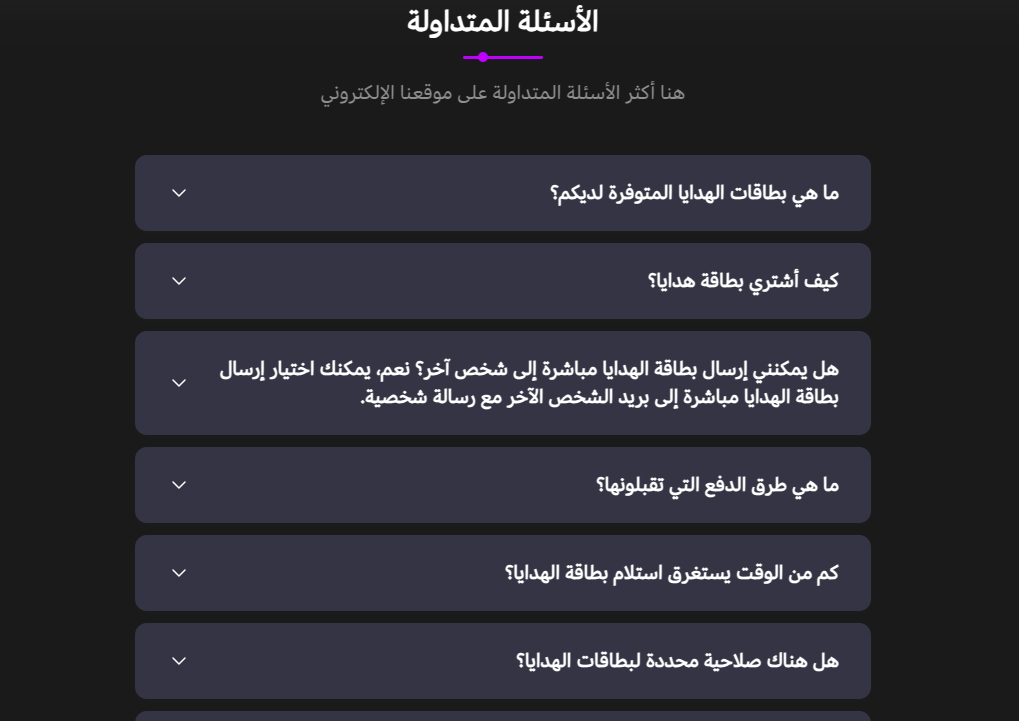 الأسئلة المتداولة
هنا أكثر الأسئلة المتداولة على موقعنا الإلكتروني
ما هي بطاقات الهدايا المتوفرة لديكم؟
كيف أشتري بطاقة هدايا؟
هل يمكنني إرسال بطاقة الهدايا مباشرة إلى شخص آخر؟ نعم، يمكنك اختيار إرسال
بطاقة الهدايا مباشرة إلى بريد الشخص الآخر مع رسالة شخصية.
ما هي طرق الدفع التي تقبلونها؟
كم من الوقت يستغرق استلام بطاقة الهدايا؟
هل هناك صلاحية محددة لبطاقات الهدايا؟